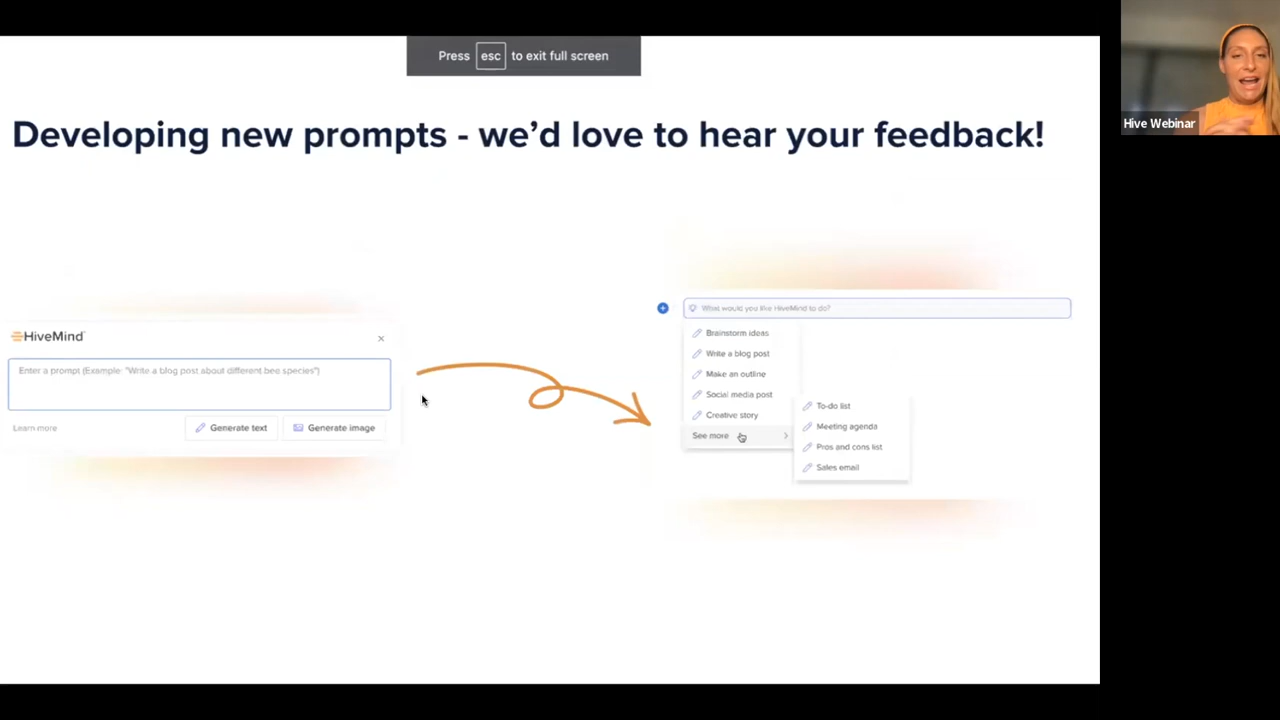 Press esc to exit full screen
Hive Webinar
Developing new prompts - we'd love to hear your feedback!
HiveMind
Enter a prompt (Example: "Write a blog post about different bee species")
Learn more
Generate text
Generate image
What would you like HiveMind to do?
Brainstorm ideas
Write a blog post
Make an outline
Social media post
Creative story
See more
To-do list
Meeting agenda
Pros and cons list
Sales email